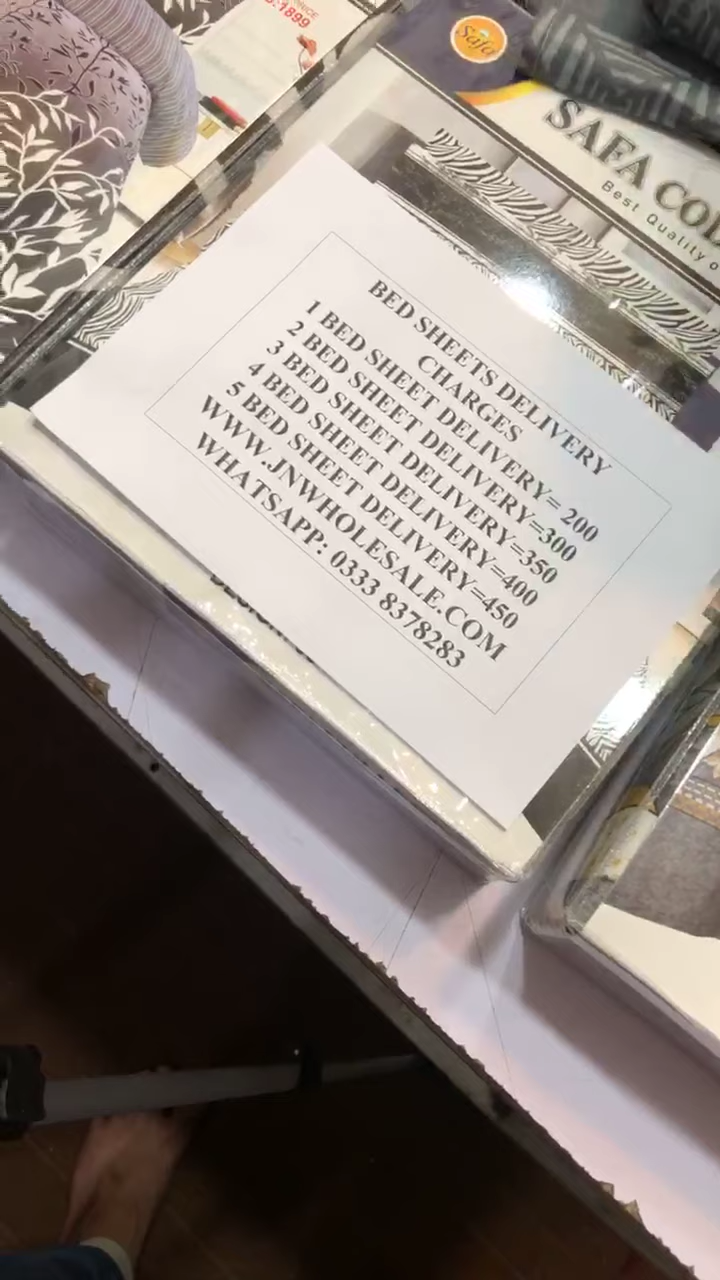 :1899
Safa
SAFA
Best Quality
BED SHEETS DELIVERY
CHARGES
1 BED SHEET DELIVERY= 200
2 BED SHEET DELIVERY=300
3 BED SHEET DELIVERY=350
4 BED SHEET DELIVERY=400
5 BED SHEET DELIVERY=450
WWW.JNWHOLESALE.COM
WHATSAPP: 0333 8378283